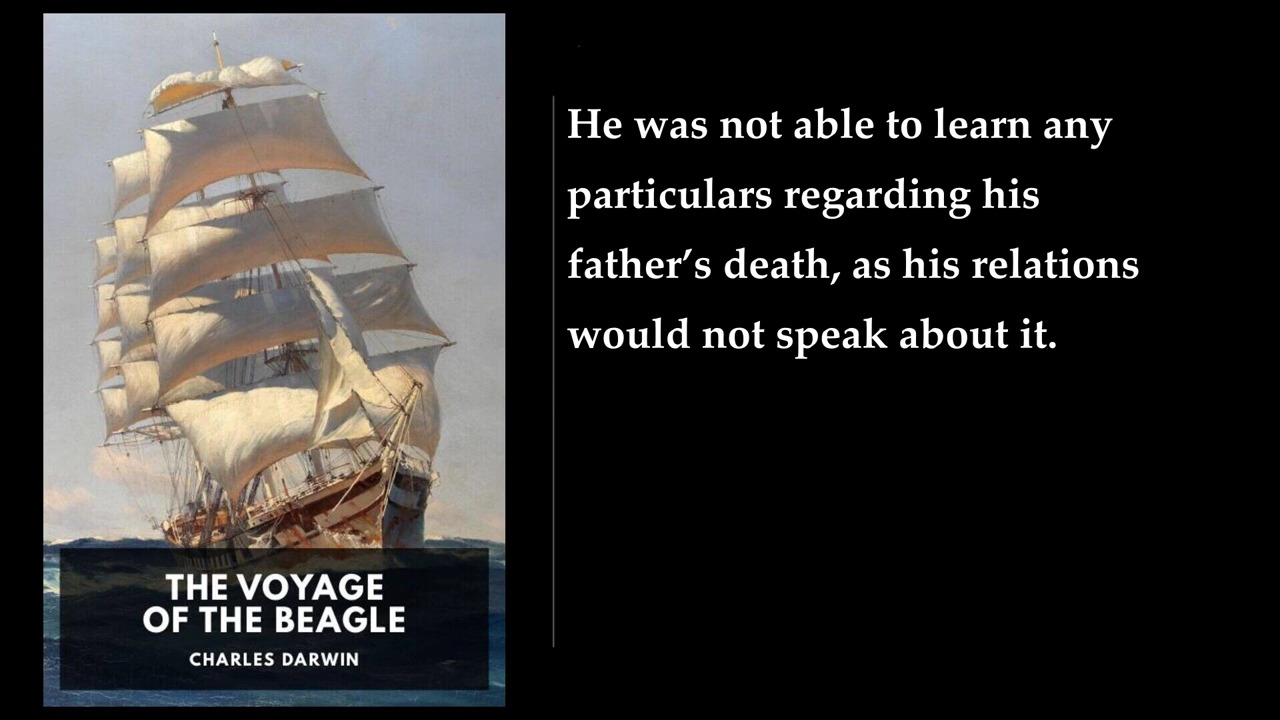 THE VOYAGE
OF THE BEAGLE
CHARLES DARWIN
He was not able to learn any
particulars regarding his
father’s death, as his relations
would not speak about it.